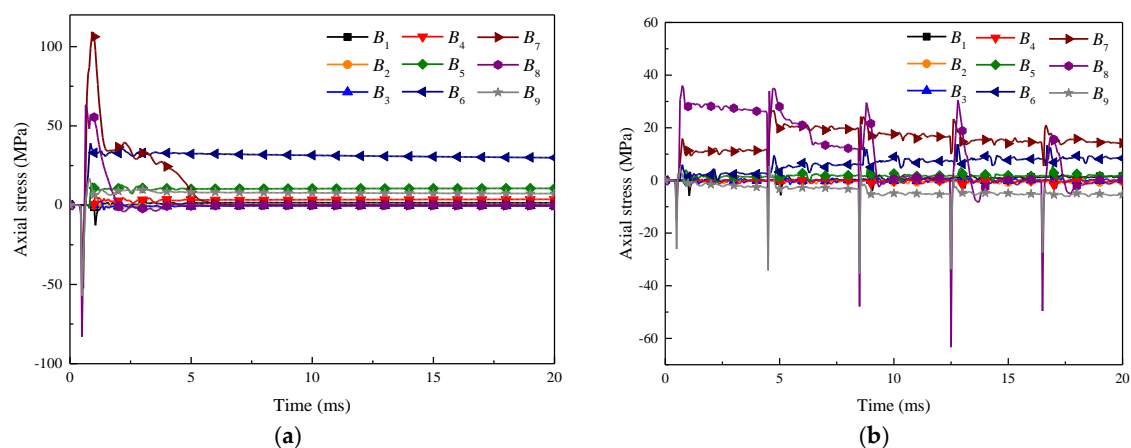 100
50
0
-50
-100
Axial stress (MPa)
B1 B4 B7
B2 B5 B8
B3 B6 B9
0 5 10 15 20
Time (ms)
(a)
60
40
20
0
-20
-40
-60
Axial stress (MPa)
B1 B4 B7
B2 B5 B8
B3 B6 B9
0 5 10 15 20
Time (ms)
(b)